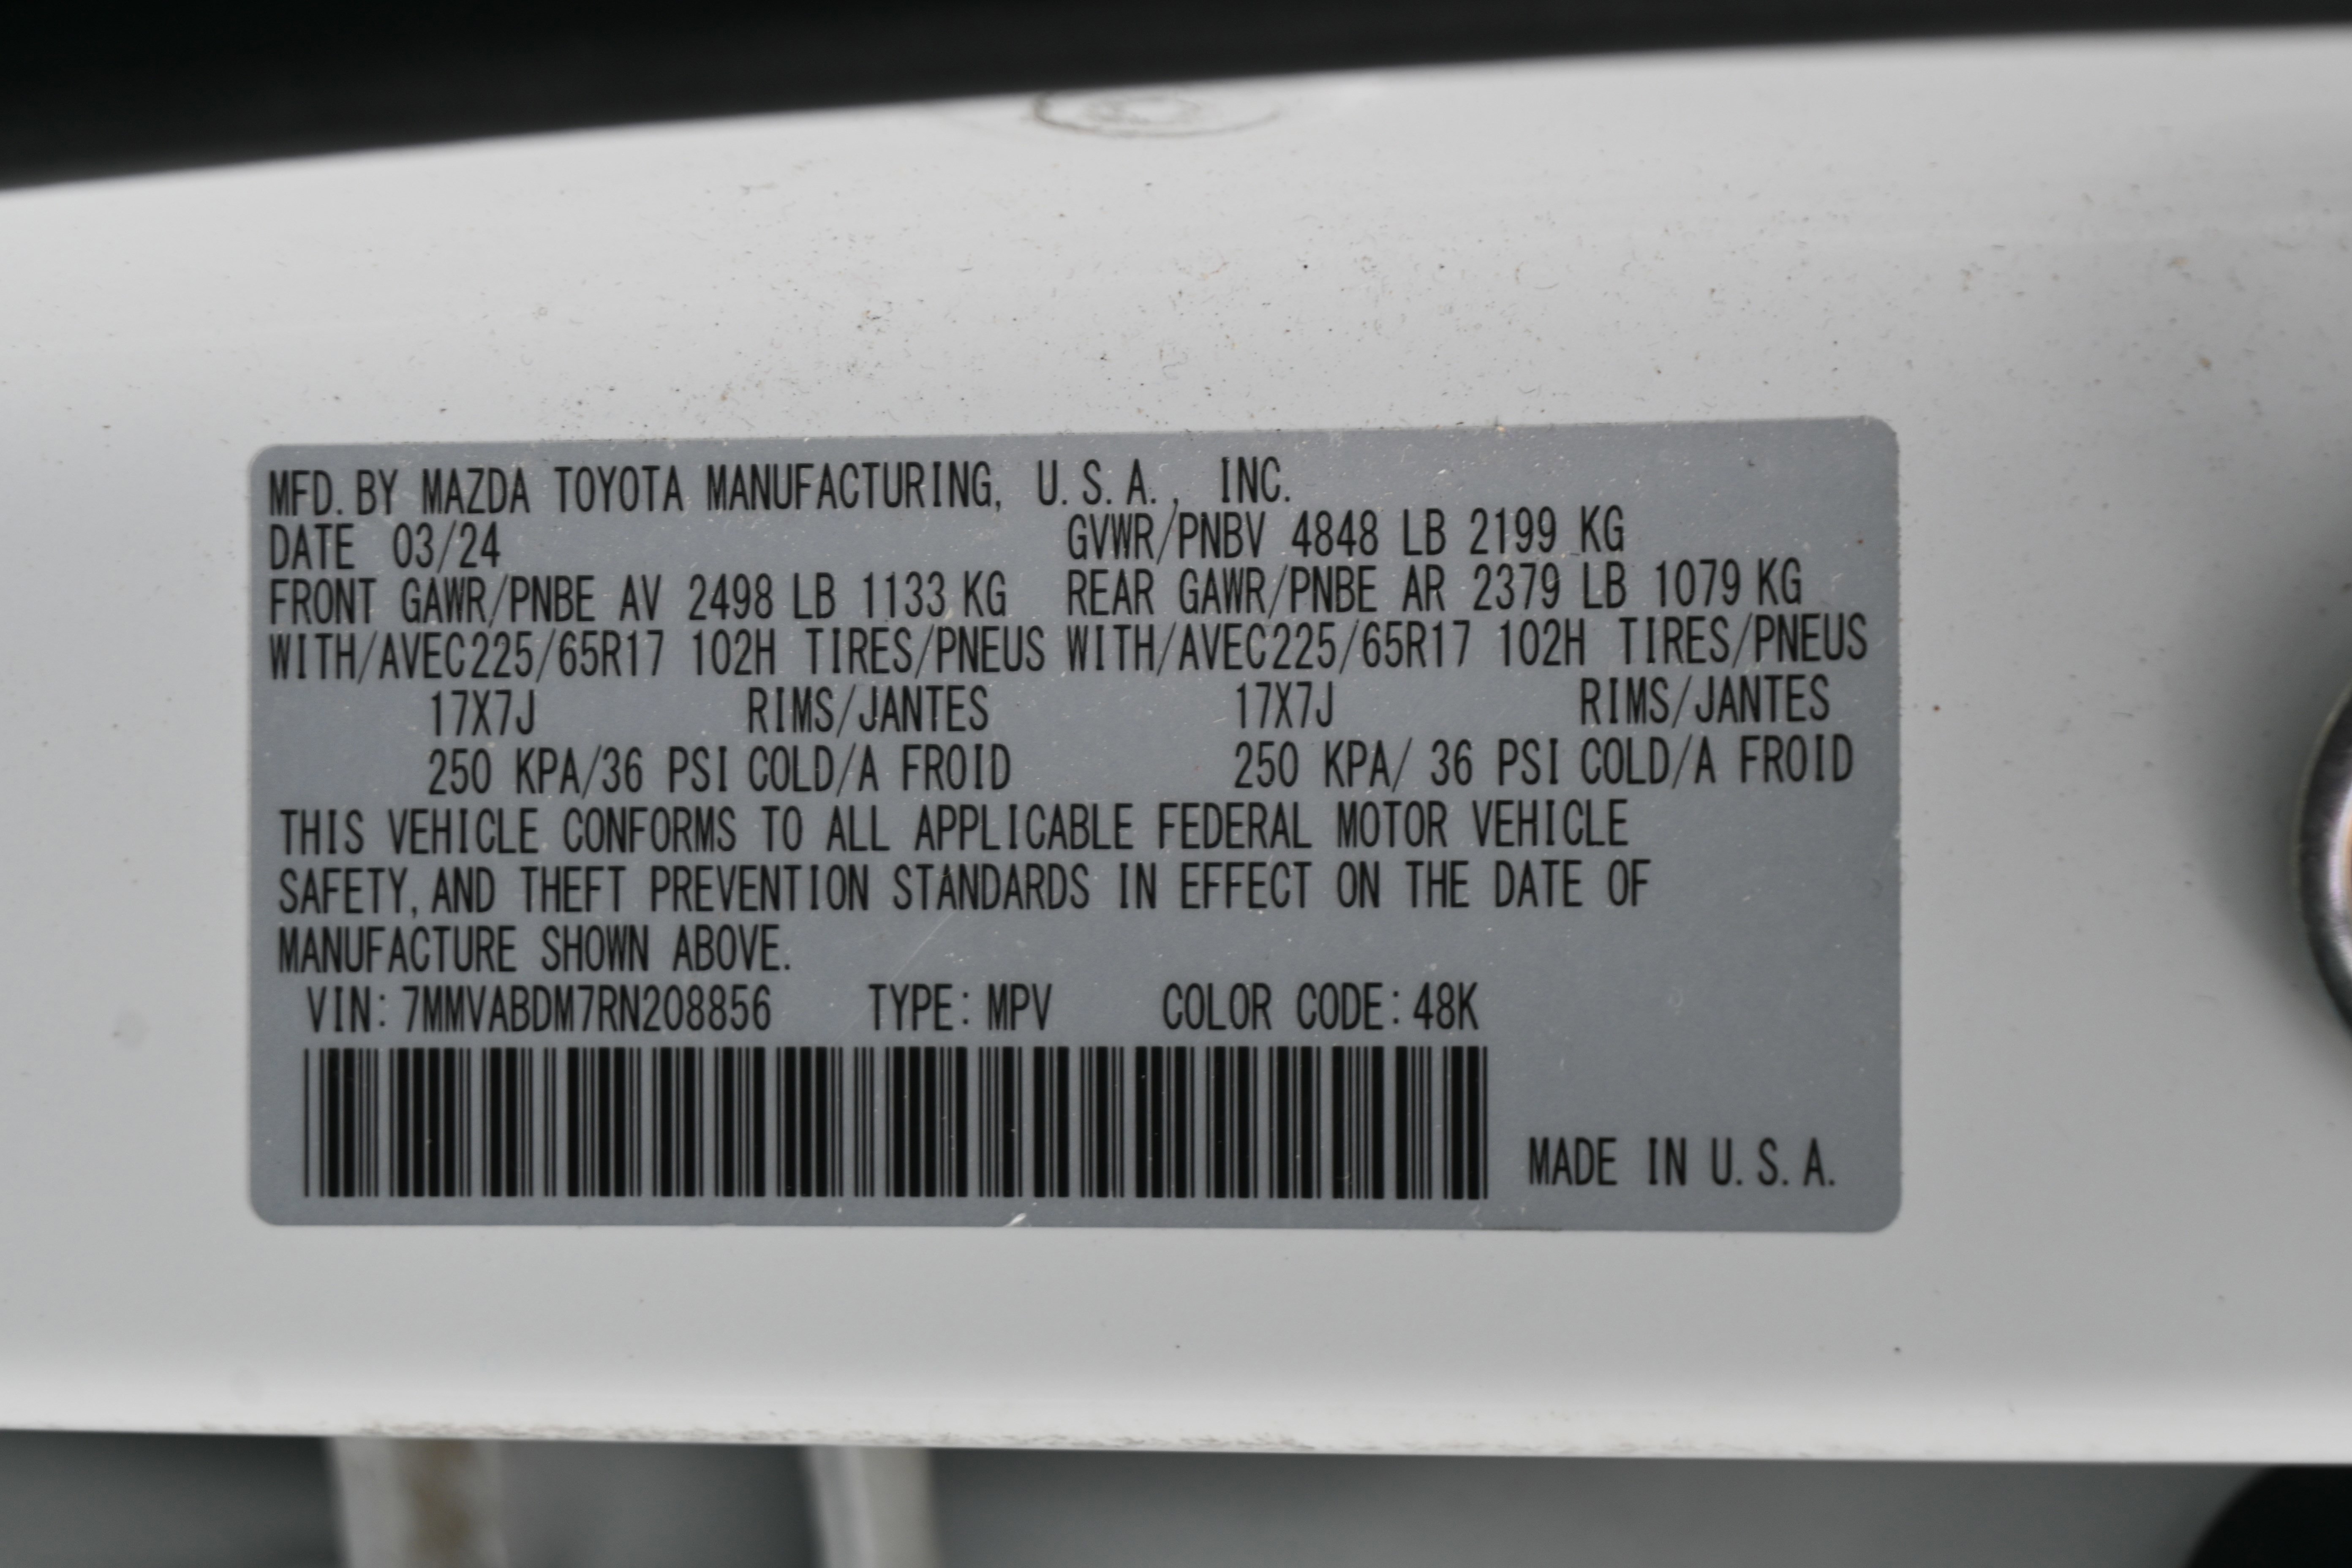 MFD. BY MAZDA TOYOTA MANUFACTURING, U.S.A., INC.
DATE 03/24 GVWR/PNBV 4848 LB 2199 KG
FRONT GAWR/PNBE AV 2498 LB 1133 KG REAR GAWR/PNBE AR 2379 LB 1079 KG
WITH/AVEC225/65R17 102H TIRES/PNEUS WITH/AVEC225/65R17 102H TIRES/PNEUS
17X7J RIMS/JANTES 17X7J RIMS/JANTES
250 KPA/36 PSI COLD/A FROID 250 KPA/ 36 PSI COLD/A FROID
THIS VEHICLE CONFORMS TO ALL APPLICABLE FEDERAL MOTOR VEHICLE
SAFETY, AND THEFT PREVENTION STANDARDS IN EFFECT ON THE DATE OF
MANUFACTURE SHOWN ABOVE.
VIN: 7MMVABDM7RN208856 TYPE: MPV COLOR CODE: 48K
MADE IN U.S.A.